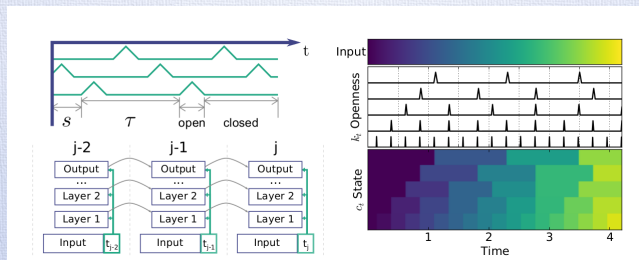 t
s
τ
open
closed
j-2
j-1
j
Output
Output
Output
...
...
...
Layer 2
Layer 2
Layer 2
Layer 1
Layer 1
Layer 1
Input
t_{j-2}
Input
t_{j-1}
Input
t_j
Input
k_t Openness
c_t State
1
2
3
4
Time